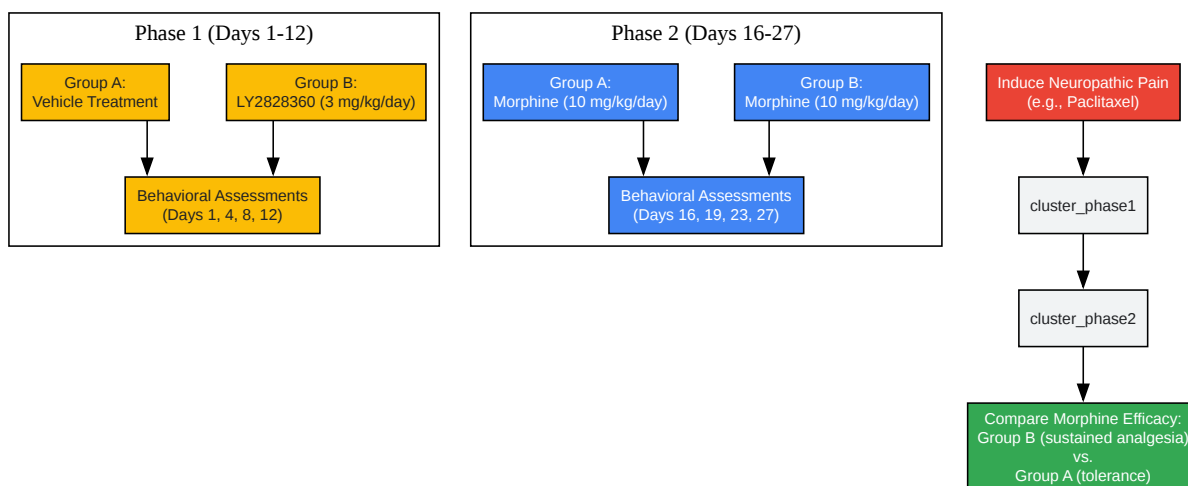 Phase 1 (Days 1-12)
Group A:
Vehicle Treatment
Group B:
LY2828360 (3 mg/kg/day)
Behavioral Assessments
(Days 1, 4, 8, 12)
Phase 2 (Days 16-27)
Group A:
Morphine (10 mg/kg/day)
Group B:
Morphine (10 mg/kg/day)
Behavioral Assessments
(Days 16, 19, 23, 27)
Induce Neuropathic Pain
(e.g., Paclitaxel)
cluster_phase1
cluster_phase2
Compare Morphine Efficacy:
Group B (sustained analgesia)
vs.
Group A (tolerance)